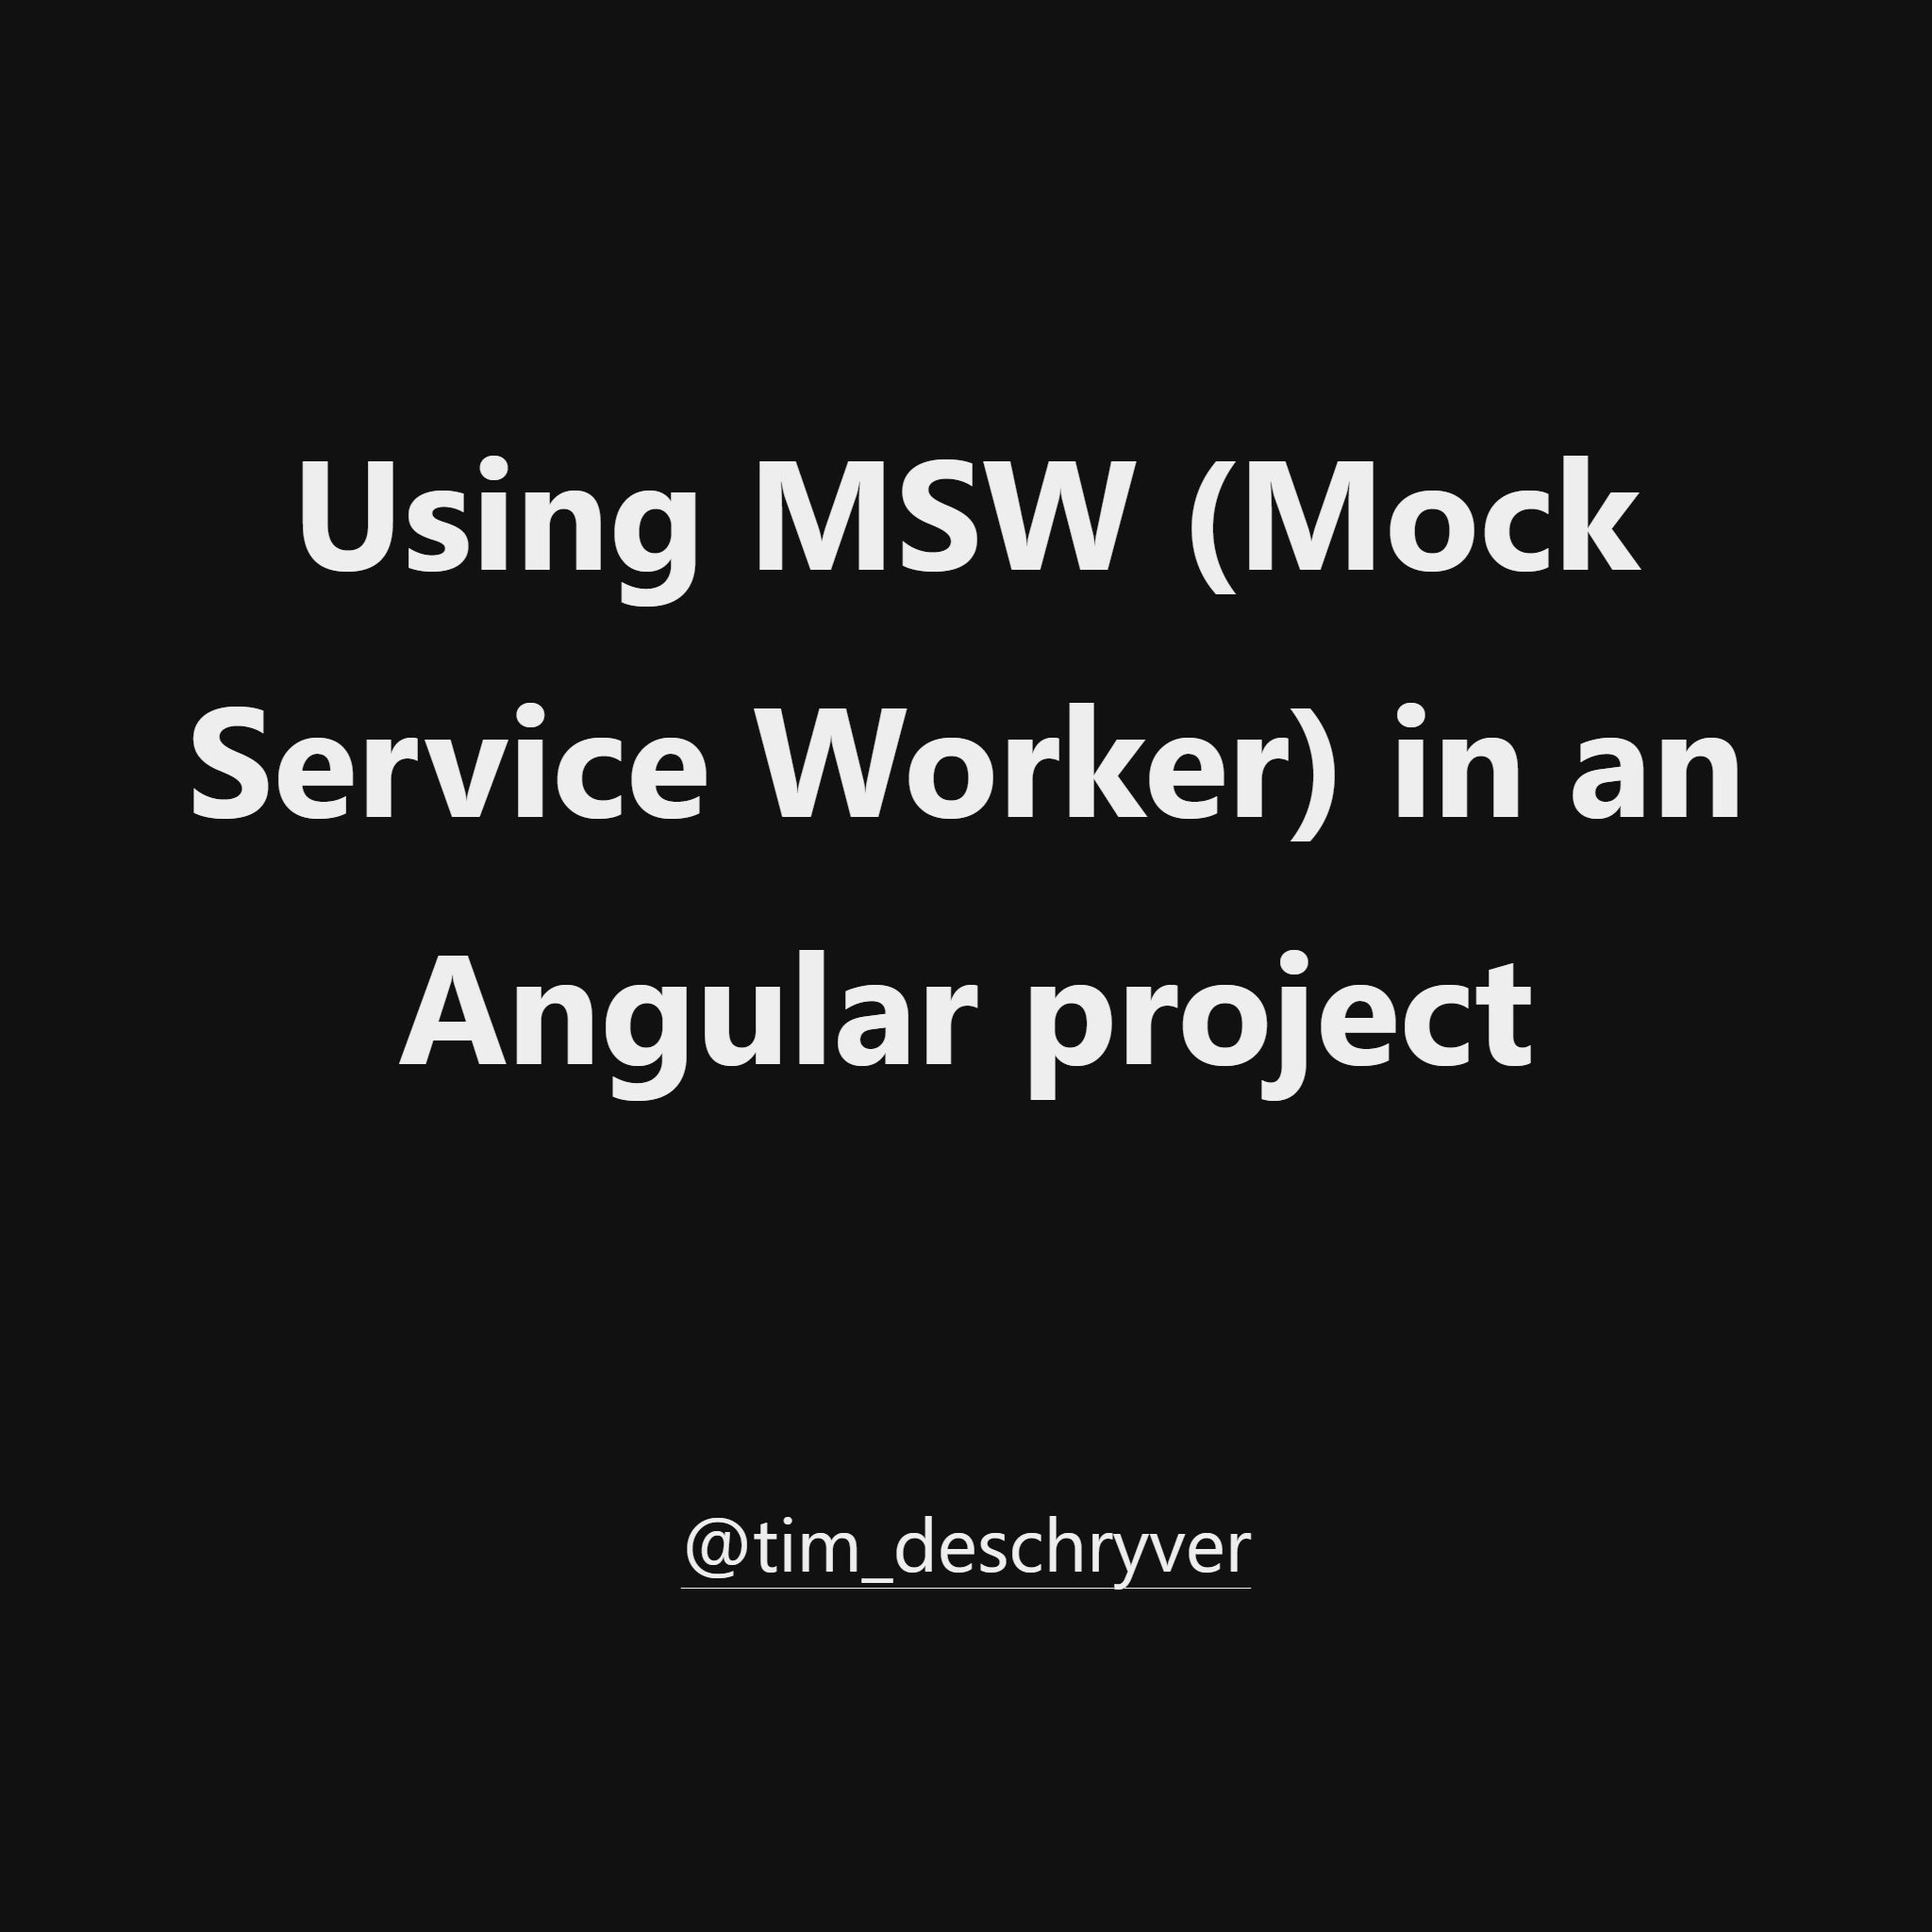 Using MSW (Mock
Service Worker) in an
Angular project
@tim_deschryver